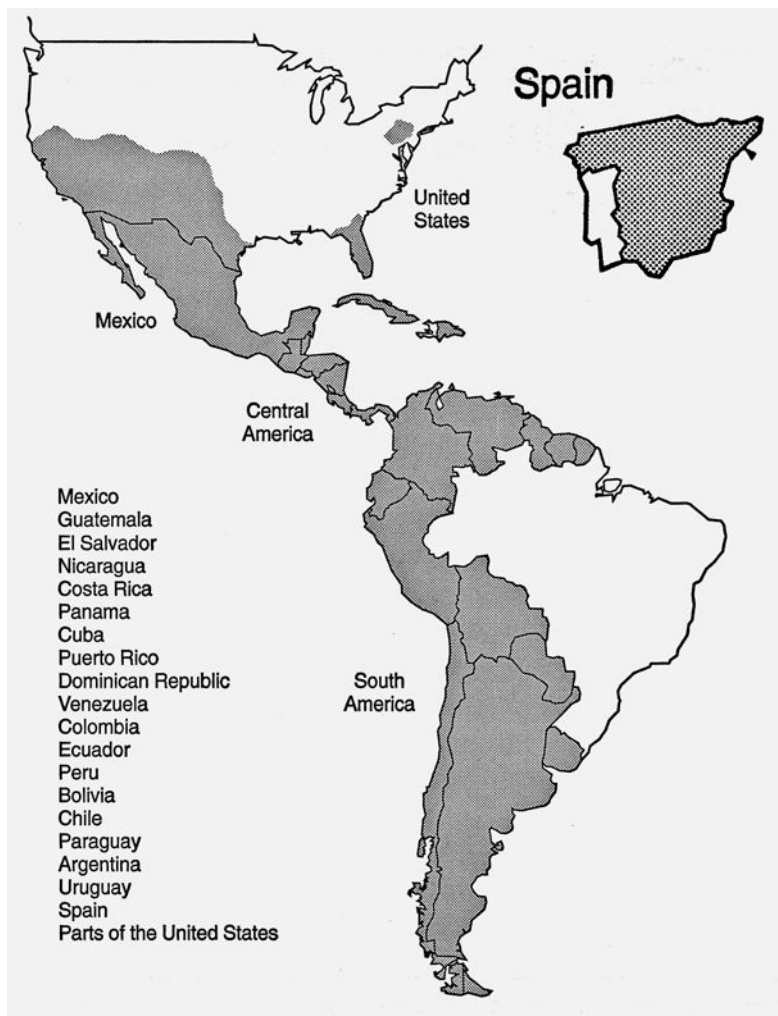 Spain
United
States
Mexico
Central
America
South
America
Mexico
Guatemala
El Salvador
Nicaragua
Costa Rica
Panama
Cuba
Puerto Rico
Dominican Republic
Venezuela
Colombia
Ecuador
Peru
Bolivia
Chile
Paraguay
Argentina
Uruguay
Spain
Parts of the United States